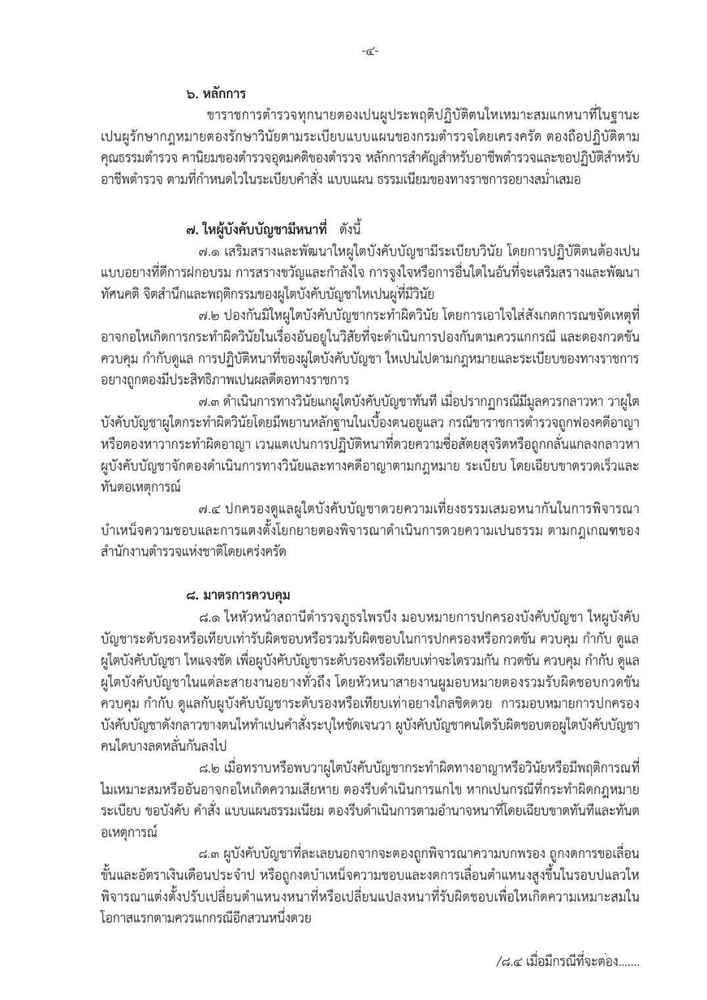 -๔-
๖. หลักการ
ขาราชการตำรวจทุกนายตองเปนผูประพฤติปฏิบัติตนใหเหมาะสมแกหนาที่ในฐานะ
เปนผูรักษากฎหมายตองรักษาวินัยตามระเบียบแบบแผนของกรมตำรวจโดยเครงครัด ตองถือปฏิบัติตาม
คุณธรรมตำรวจ คานิยมของตำรวจอุดมคติของตำรวจ หลักการสำคัญสำหรับอาชีพตำรวจและขอปฏิบัติสำหรับ
อาชีพตำรวจ ตามที่กำหนดไวในระเบียบคำสั่ง แบบแผน ธรรมเนียมของทางราชการอยางสม่ำเสมอ
๗. ใหผู้บังคับบัญชามีหนาที่ ดังนี้
๗.๑ เสริมสรางและพัฒนาใหผูใตบังคับบัญชามีระเบียบวินัย โดยการปฏิบัติตนต้องเปน
แบบอยางที่ดีการฝกอบรม การสรางขวัญและกำลังใจ การจูงใจหรือการอื่นใดในอันที่จะเสริมสรางและพัฒนา
ทัศนคติ จิตสำนึกและพฤติกรรมของผูใตบังคับบัญชาใหเปนผูที่มีวินัย
๗.๒ ปองกันมิใหผูใตบังคับบัญชากระทำผิดวินัย โดยการเอาใจใส่สังเกตการณขจัดเหตุที่
อาจกอใหเกิดการกระทำผิดวินัยในเรื่องอันอยูในวิสัยที่จะดำเนินการปองกันตามควรแกกรณี และตองกวดขัน
ควบคุม กำกับดูแล การปฏิบัติหนาที่ของผูใตบังคับบัญชา ใหเปนไปตามกฎหมายและระเบียบของทางราชการ
อยางถูกตองมีประสิทธิภาพเปนผลดีตอทางราชการ
๗.๓ ดำเนินการทางวินัยแกผูใตบังคับบัญชาทันที เมื่อปรากฏกรณีมีมูลควรกลาวหา วาผูใต
บังคับบัญชาผูใดกระทำผิดวินัยโดยมีพยานหลักฐานในเบื้องตนอยูแลว กรณีขาราชการตำรวจถูกฟองคดีอาญา
หรือตองหาวากระทำผิดอาญา เวนแตเปนการปฏิบัติหนาที่ดวยความซื่อสัตยสุจริตหรือถูกกลั่นแกลงกลาวหา
ผูบังคับบัญชาจักตองดำเนินการทางวินัยและทางคดีอาญาตามกฎหมาย ระเบียบ โดยเฉียบขาดรวดเร็วและ
ทันตอเหตุการณ์
๗.๔ ปกครองดูแลผูใตบังคับบัญชาดวยความเที่ยงธรรมเสมอหนากันในการพิจารณา
บำเหน็จความชอบและการแตงตั้งโยกยายตองพิจารณาดำเนินการดวยความเปนธรรม ตามกฎเกณฑของ
สำนักงานตำรวจแห่งชาติโดยเคร่งครัด
๘. มาตรการควบคุม
๘.๑ ใหหัวหน้าสถานีตำรวจภูธรไพรบึง มอบหมายการปกครองบังคับบัญชา ใหผูบังคับ
บัญชาระดับรองหรือเทียบเท่ารับผิดชอบหรือรวมรับผิดชอบในการปกครองหรือกวดขัน ควบคุม กำกับ ดูแล
ผูใตบังคับบัญชา ใหแจงชัด เพื่อผูบังคับบัญชาระดับรองหรือเทียบเท่าจะไดรวมกัน กวดขัน ควบคุม กำกับ ดูแล
ผูใตบังคับบัญชาในแต่ละสายงานอยางทั่วถึง โดยหัวหนาสายงานผูมอบหมายตองรวมรับผิดชอบกวดขัน
ควบคุม กำกับ ดูแลกับผูบังคับบัญชาระดับรองหรือเทียบเท่าอยางใกลชิดดวย การมอบหมายการปกครอง
บังคับบัญชาดังกลาวขางตนใหทำเปนคำสั่งระบุใหชัดเจนวา ผูบังคับบัญชาคนใดรับผิดชอบตอผูใตบังคับบัญชา
คนใดบางลดหลั่นกันลงไป
๘.๒ เมื่อทราบหรือพบวาผูใตบังคับบัญชากระทำผิดทางอาญาหรือวินัยหรือมีพฤติการณที่
ไมเหมาะสมหรืออันอาจกอใหเกิดความเสียหาย ตองรีบดำเนินการแกไข หากเปนกรณีที่กระทำผิดกฎหมาย
ระเบียบ ขอบังคับ คำสั่ง แบบแผนธรรมเนียม ตองรีบดำเนินการตามอำนาจหนาที่โดยเฉียบขาดทันทีและทันต
อเหตุการณ์
๘.๓ ผูบังคับบัญชาที่ละเลยนอกจากจะตองถูกพิจารณาความบกพรอง ถูกงดการขอเลื่อน
ขั้นและอัตราเงินเดือนประจำป หรือถูกงดบำเหน็จความชอบและงดการเลื่อนตำแหนงสูงขึ้นในรอบปแลวให
พิจารณาแต่งตั้งปรับเปลี่ยนตำแหนงหนาที่หรือเปลี่ยนแปลงหนาที่รับผิดชอบเพื่อใหเกิดความเหมาะสมใน
โอกาสแรกตามควรแกกรณีอีกสวนหนึ่งดวย
/๘.๔ เมื่อมีกรณีที่จะต่อง.......